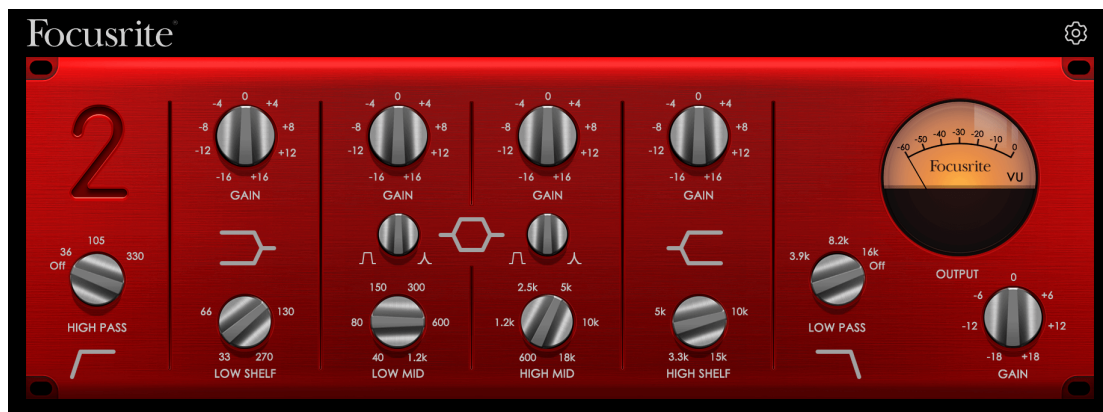 Focusrite®
2
105
36
330
Off
HIGH PASS
0
-4 +4
-8 +8
-12 +12
-16 +16
GAIN
66 130
33 270
LOW SHELF
0
-4 +4
-8 +8
-12 +12
-16 +16
GAIN
150 300
80 600
40 1.2k
LOW MID
0
-4 +4
-8 +8
-12 +12
-16 +16
GAIN
2.5k 5k
1.2k 10k
600 18k
HIGH MID
0
-4 +4
-8 +8
-12 +12
-16 +16
GAIN
5k 10k
3.3k 15k
HIGH SHELF
8.2k
3.9k 16k
Off
LOW PASS
-60 -50 -40 -30 -20 -10 0
Focusrite
VU
OUTPUT
0
-6 +6
-12 +12
-18 +18
GAIN